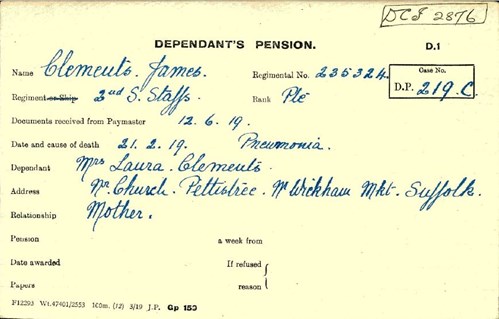 DCJ 2876
DEPENDANT'S PENSION. D.1
Name Clements. James. Regimental No. 235324. Case No.
Regiment or Ship 2nd S. Staffs. Rank Pte D.P. 219.C.
Documents received from Paymaster 12.6.19.
Date and cause of death 21.2.19. Pneumonia.
Dependant Mrs Laura. Clements.
Address Nr. Church. Pettistree. Nr Wickham Mkt. Suffolk.
Relationship Mother.
Pension a week from
Date awarded If refused
Papers reason
F12293 Wt.47401/2553 160m. (12) 3/19 J.P. Gp 153